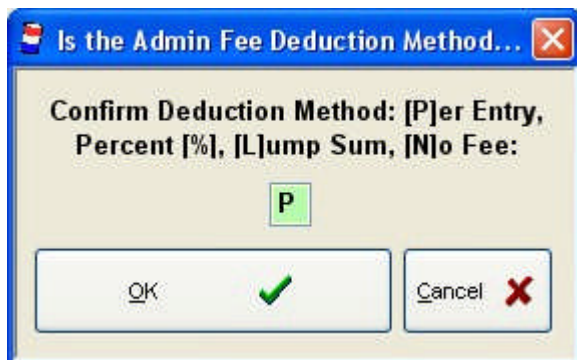 Is the Admin Fee Deduction Method...
Confirm Deduction Method: [P]er Entry,
Percent [%], [L]ump Sum, [N]o Fee:
P
OK
Cancel